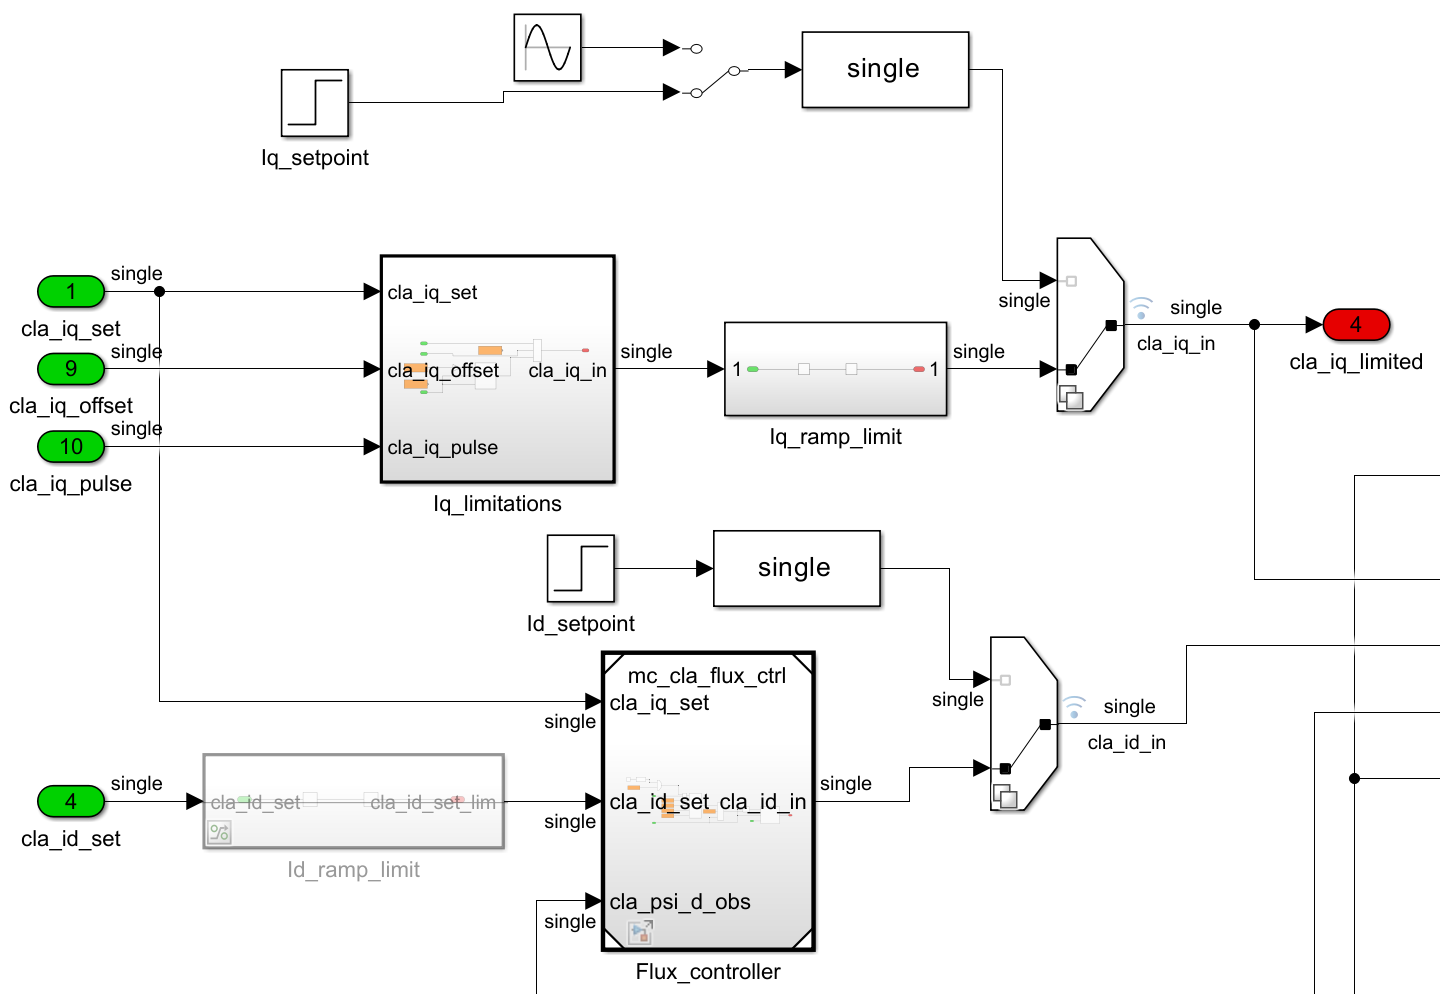 single
Iq_setpoint
single
1
cla_iq_set
cla_iq_set
single
9
cla_iq_offset
cla_iq_offset
cla_iq_in
single
10
cla_iq_pulse
cla_iq_pulse
Iq_limitations
single
1
1
Iq_ramp_limit
single
single
single
cla_iq_in
4
cla_iq_limited
single
Id_setpoint
mc_cla_flux_ctrl
cla_iq_set
single
single
4
cla_id_set
cla_id_set
cla_id_set_lim
Id_ramp_limit
cla_id_set
cla_id_in
single
single
cla_psi_d_obs
single
Flux_controller
single
single
cla_id_in